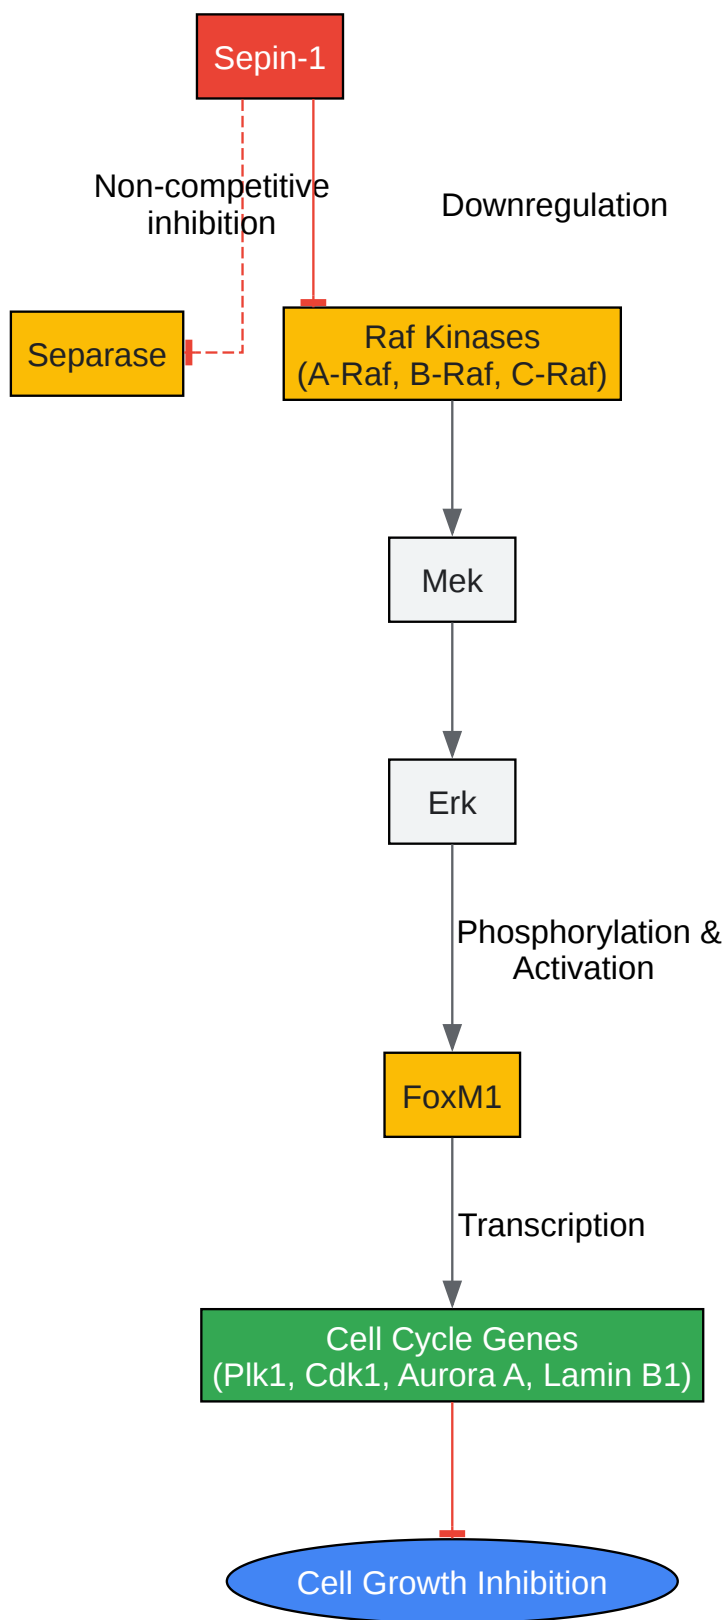 Sepin-1
Non-competitive
inhibition
Downregulation
Separase
Raf Kinases
(A-Raf, B-Raf, C-Raf)
Mek
Erk
Phosphorylation &
Activation
FoxM1
Transcription
Cell Cycle Genes
(Plk1, Cdk1, Aurora A, Lamin B1)
Cell Growth Inhibition